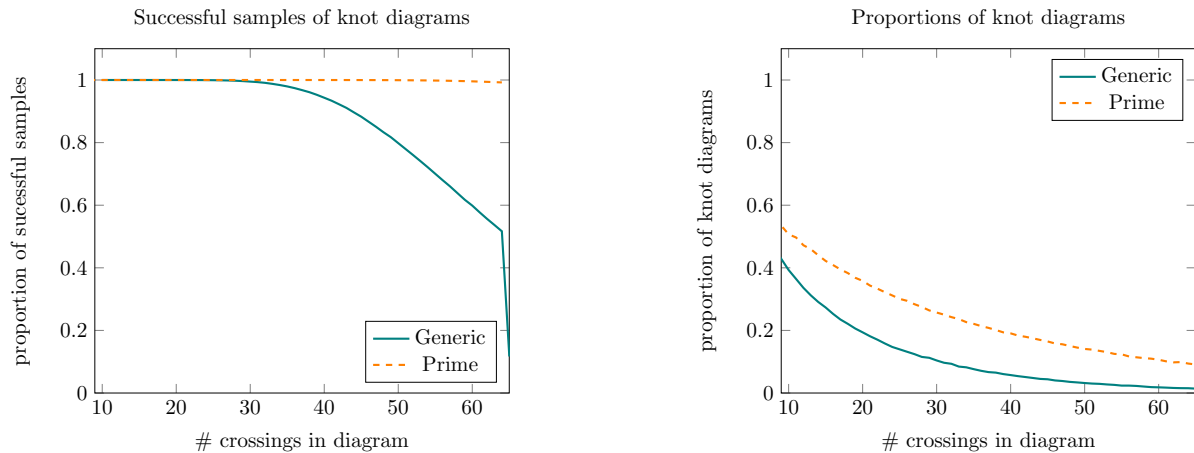 Successful samples of knot diagrams
proportion of sucessful samples
1
0.8
0.6
0.4
0.2
0
10 20 30 40 50 60
# crossings in diagram
Generic
Prime
Proportions of knot diagrams
proportion of knot diagrams
1
0.8
0.6
0.4
0.2
0
10 20 30 40 50 60
# crossings in diagram
Generic
Prime